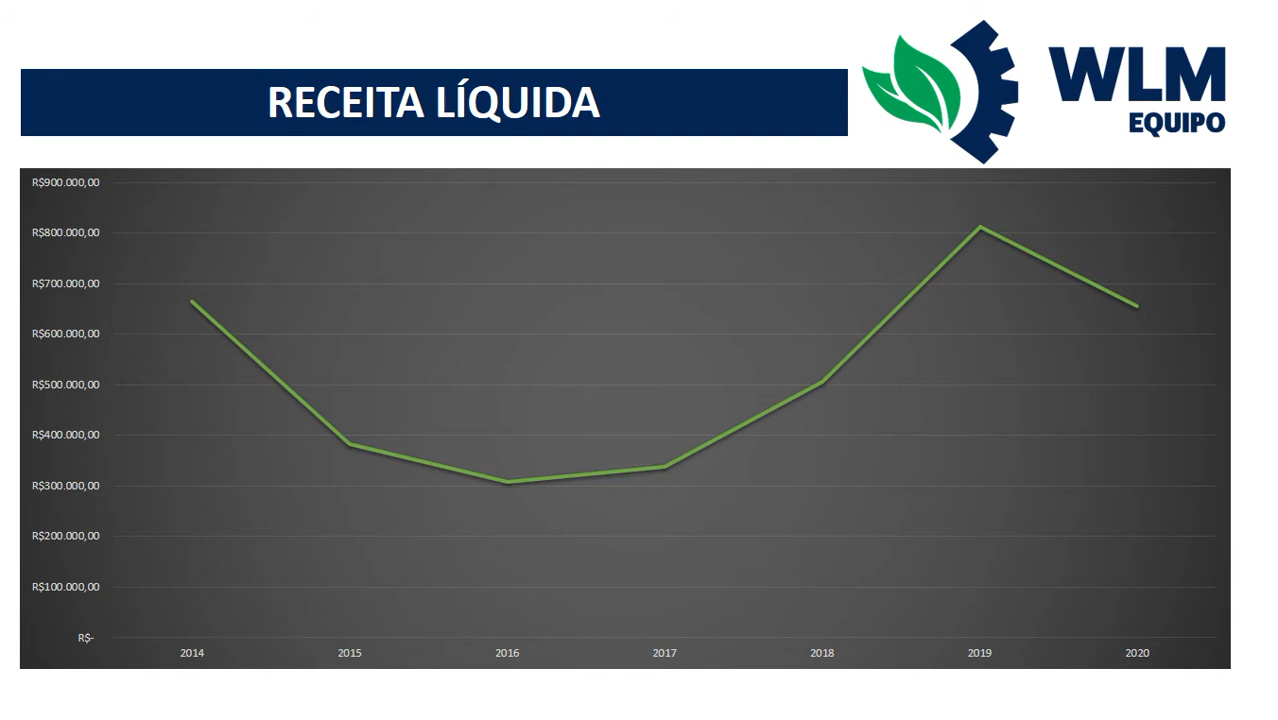 RECEITA LÍQUIDA
WLM
EQUIPO
R$900.000,00
R$800.000,00
R$700.000,00
R$600.000,00
R$500.000,00
R$400.000,00
R$300.000,00
R$200.000,00
R$100.000,00
R$-
2014 2015 2016 2017 2018 2019 2020